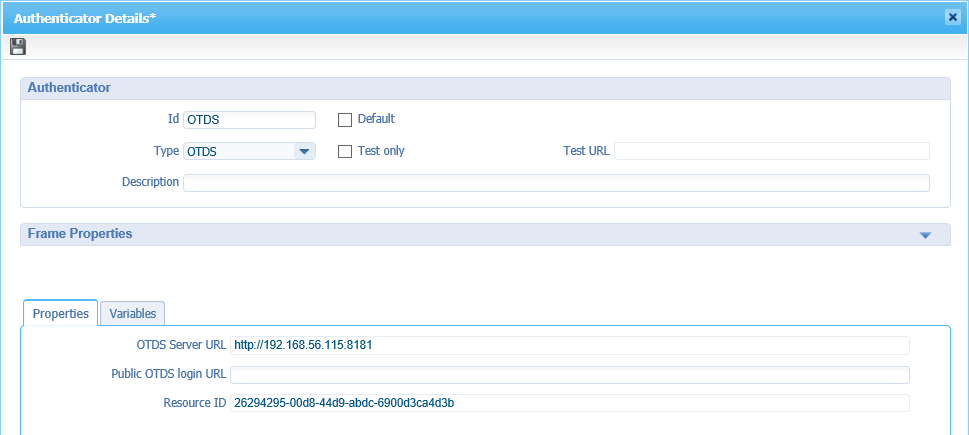 Authenticator Details*
Authenticator
Id OTDS Default
Type OTDS Test only Test URL
Description
Frame Properties
Properties Variables
OTDS Server URL http://192.168.56.115:8181
Public OTDS login URL
Resource ID 26294295-00d8-44d9-abdc-6900d3ca4d3b